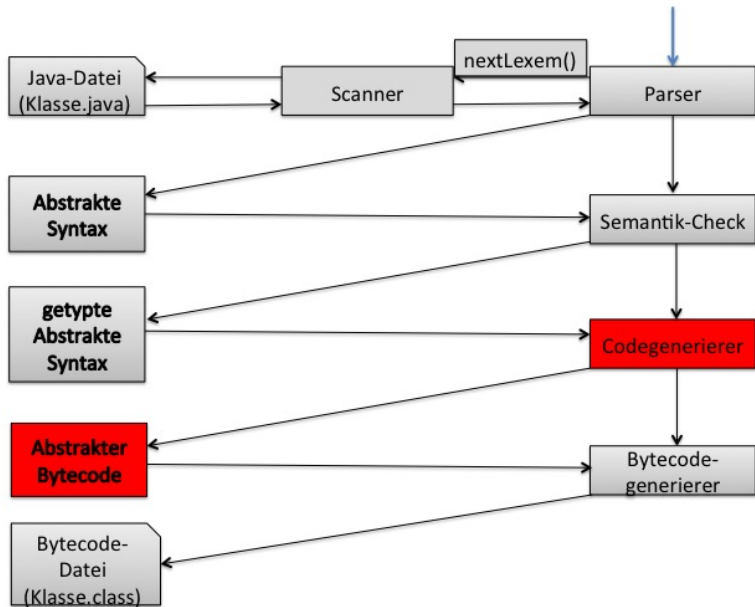 nextLexem()
Java-Datei
(Klasse.java)
Scanner
Parser
Abstrakte
Syntax
Semantik-Check
getypte
Abstrakte
Syntax
Codegenerierer
Abstrakter
Bytecode
Bytecode-
generierer
Bytecode-
Datei
(Klasse.class)